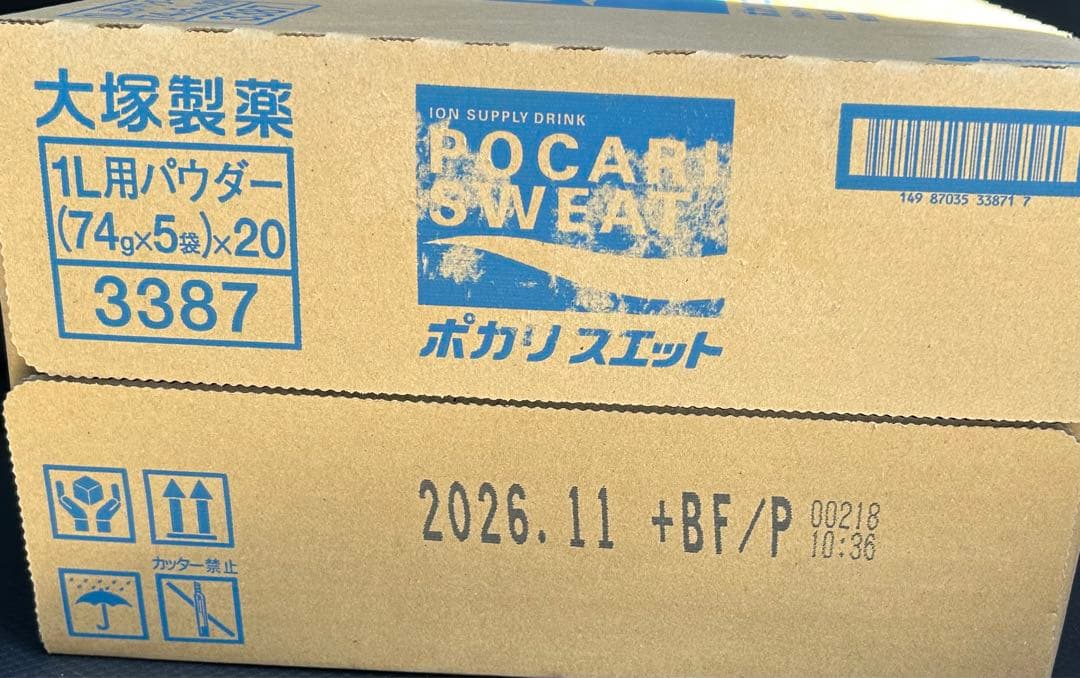 大塚製薬
1L用パウダー
(74g×5袋)×20
3387
ION SUPPLY DRINK
POCARI
SWEAT
ポカリスエット
149 87035 33871 7
カッター禁止
2026.11 +BF/P
00218
10:36